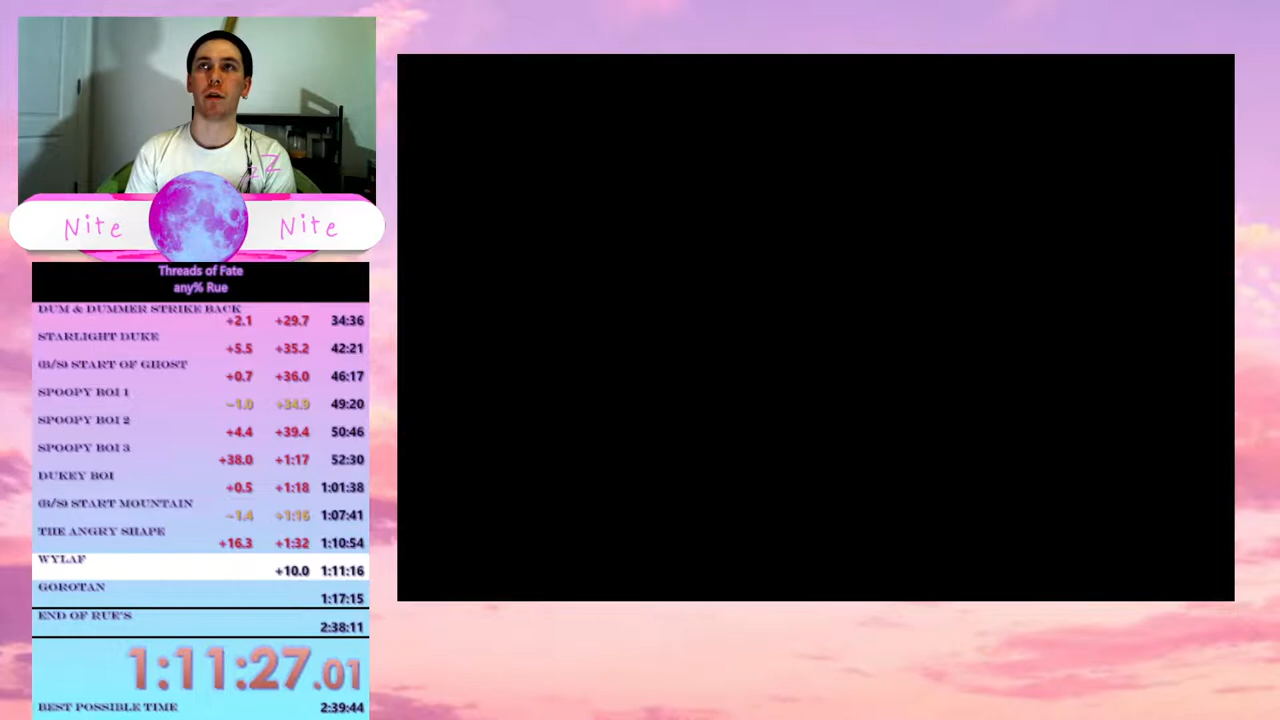 z Z
Nite Nite
Threads of Fate
any% Rue
DUM & DUMMER STRIKE BACK
+2.1 +29.7 34:36
STARLIGHT DUKE
+5.5 +35.2 42:21
(B/S) START OF GHOST
+0.7 +36.0 46:17
SPOOPY BOI 1
-1.0 +34.9 49:20
SPOOPY BOI 2
+4.4 +39.4 50:46
SPOOPY BOI 3
+38.0 +1:17 52:30
DUKEY BOI
+0.5 +1:18 1:01:38
(B/S) START MOUNTAIN
-1.4 +1:16 1:07:41
THE ANGRY SHAPE
+16.3 +1:32 1:10:54
WYLAF
+10.0 1:11:16
GOROTAN
1:17:15
END OF RUE'S
2:38:11
1:11:27.01
BEST POSSIBLE TIME 2:39:44